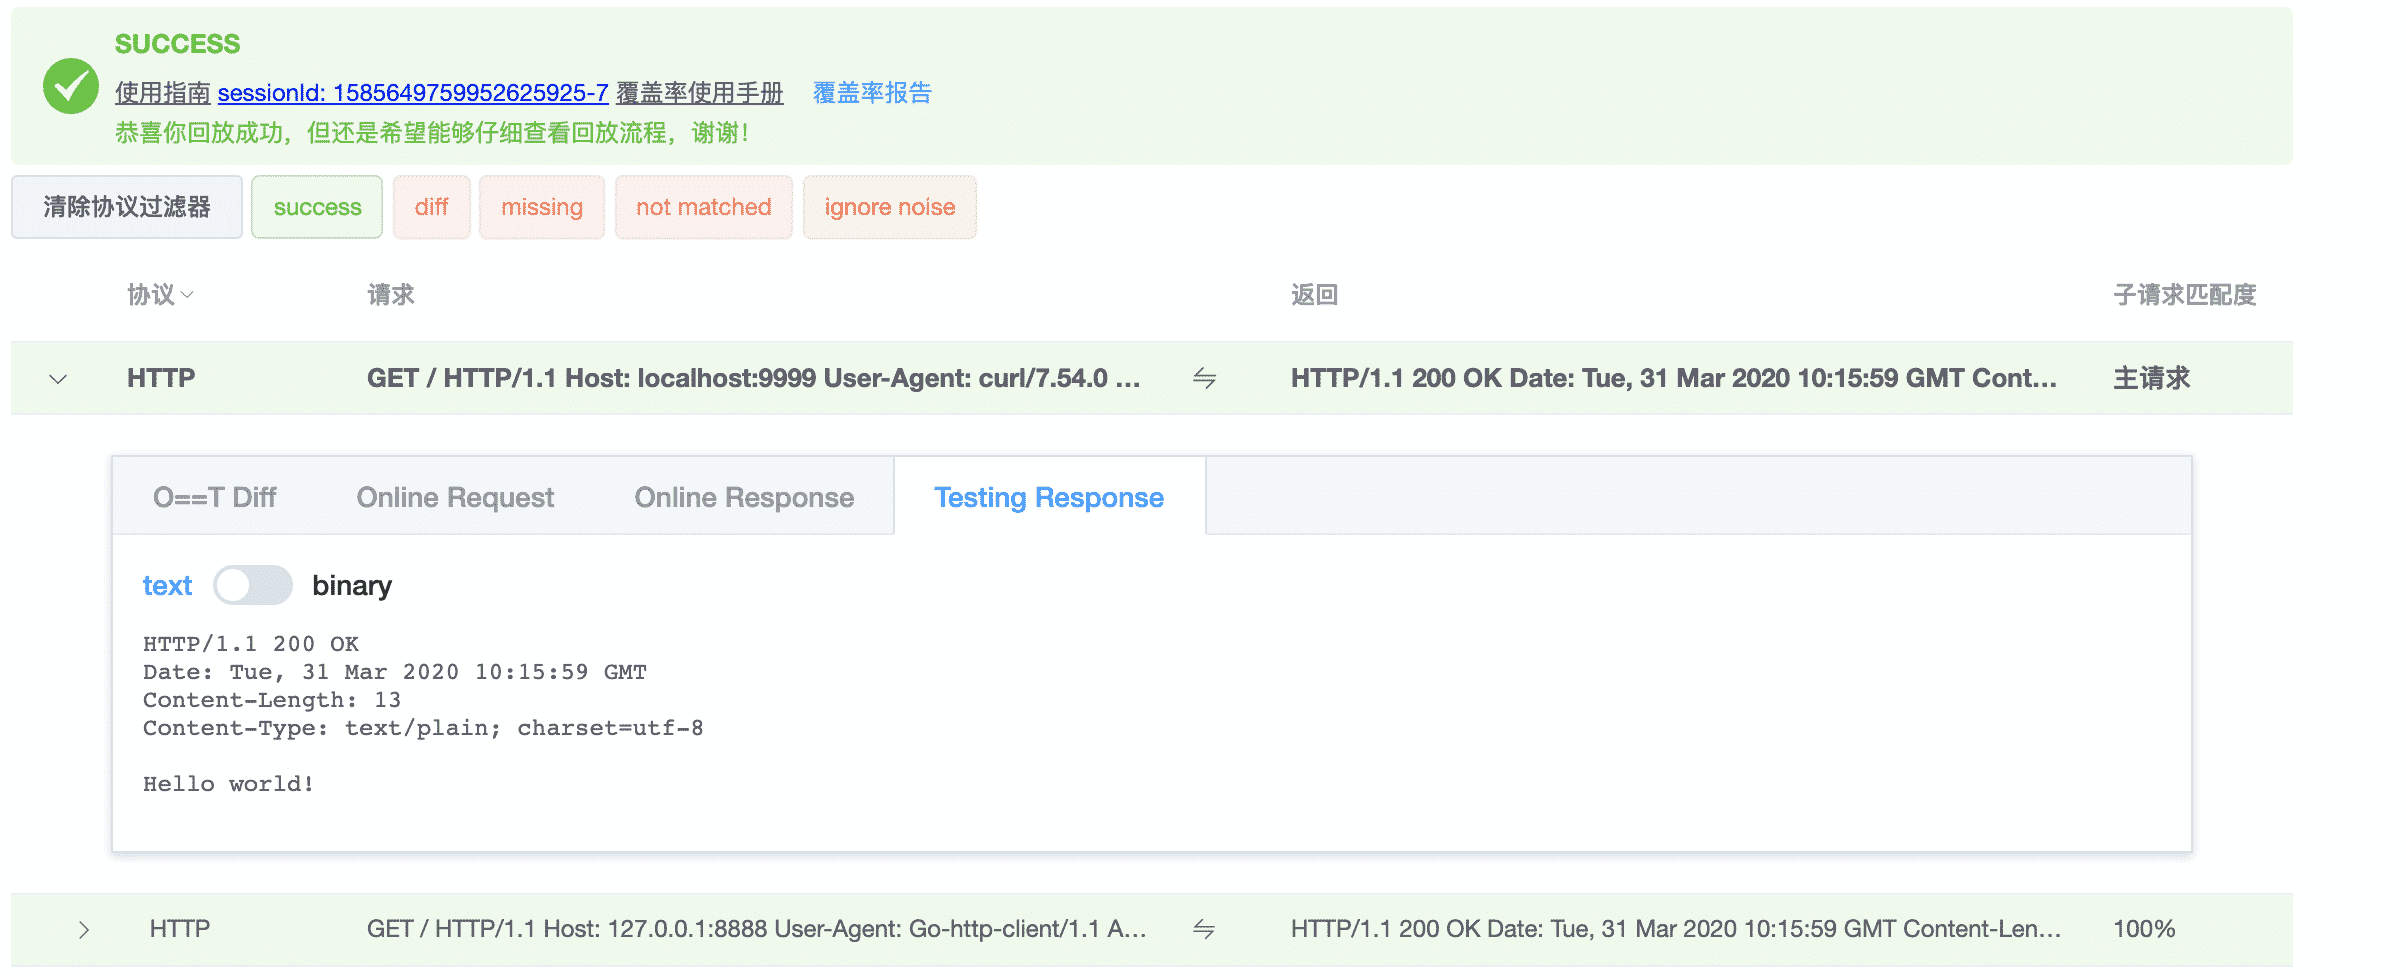 SUCCESS
使用指南 sessionId: 1585649759952625925-7 覆盖率使用手册 覆盖率报告
恭喜你回放成功，但还是希望能够仔细查看回放流程，谢谢！
清除协议过滤器 success diff missing not matched ignore noise
协议 请求 返回 子请求匹配度
HTTP GET / HTTP/1.1 Host: localhost:9999 User-Agent: curl/7.54.0 ... HTTP/1.1 200 OK Date: Tue, 31 Mar 2020 10:15:59 GMT Cont... 主请求
O==T Diff Online Request Online Response Testing Response
text binary
HTTP/1.1 200 OK
Date: Tue, 31 Mar 2020 10:15:59 GMT
Content-Length: 13
Content-Type: text/plain; charset=utf-8
Hello world!
HTTP GET / HTTP/1.1 Host: 127.0.0.1:8888 User-Agent: Go-http-client/1.1 A... HTTP/1.1 200 OK Date: Tue, 31 Mar 2020 10:15:59 GMT Content-Len... 100%